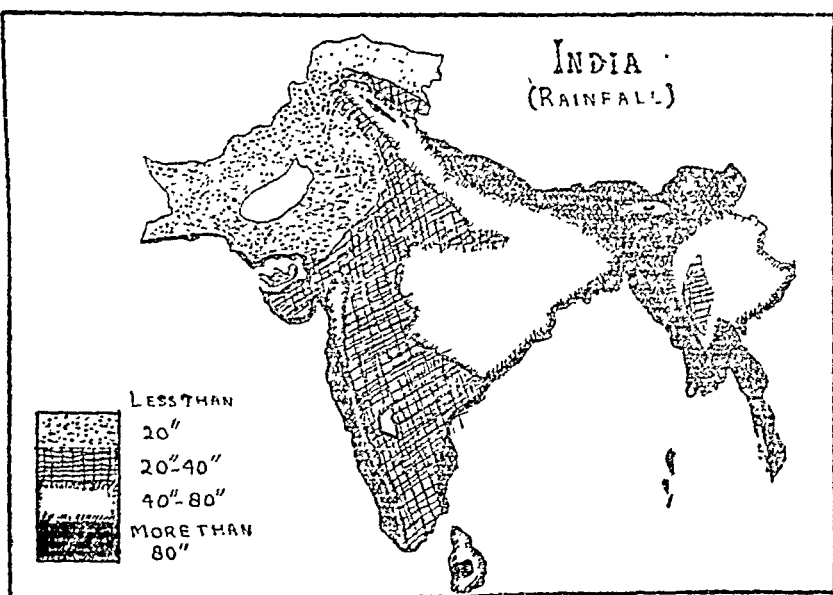 INDIA
(RAINFALL)
LESS THAN
20"
20"-40"
40"-80"
MORE THAN
80"